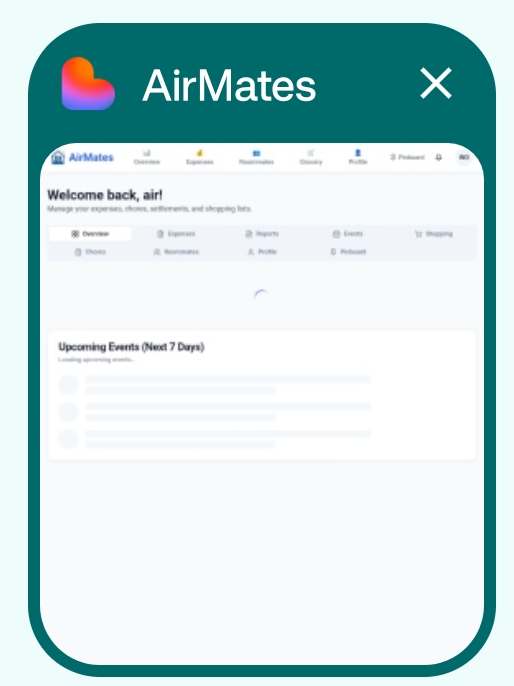 AirMates
AirMates Overview Expenses Roommates Grocery Profile Pinboard
Welcome back, air!
Manage your expenses, chores, settlements, and shopping lists.
Overview Expenses Reports Events Shopping
Chores Roommates Profile Pinboard
Upcoming Events (Next 7 Days)
Loading upcoming events...